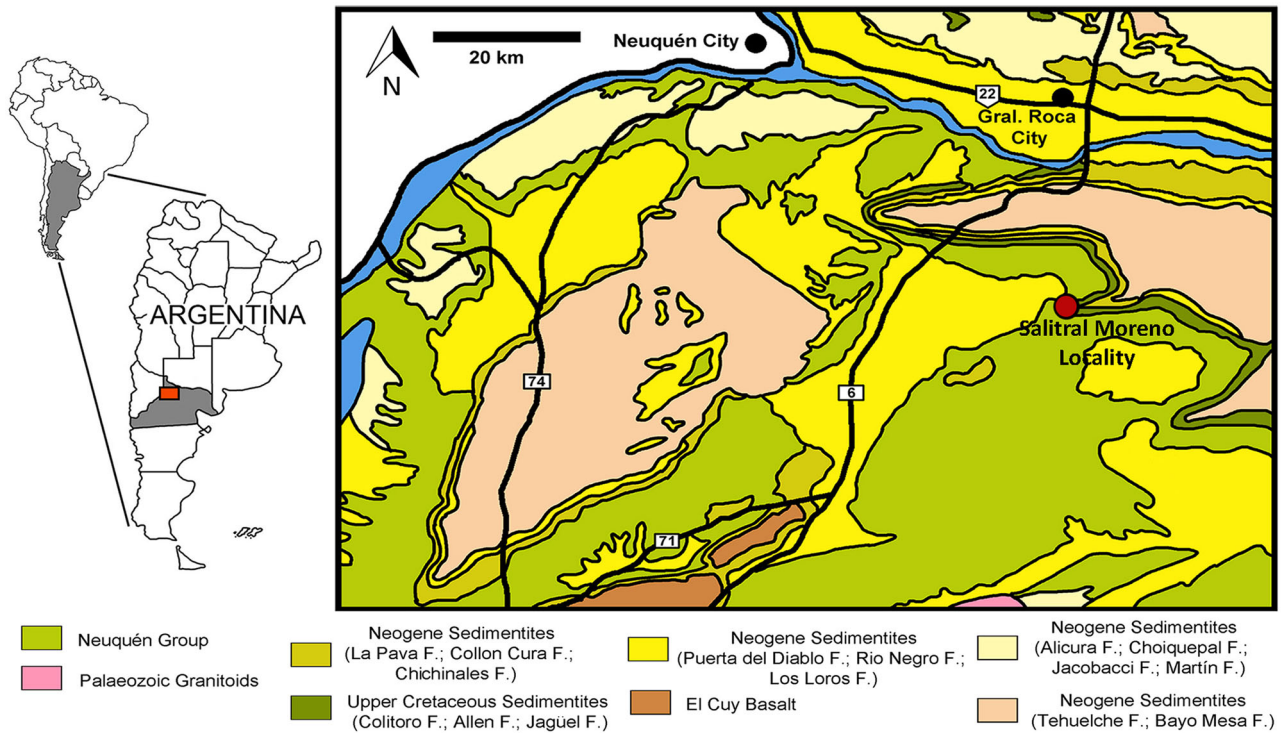 ARGENTINA
N
20 km
Neuquén City
22
Gral. Roca
City
Salitral Moreno
Locality
74
6
71
Neuquén Group
Palaeozoic Granitoids
Neogene Sedimentites
(La Pava F.; Collon Cura F.;
Chichinales F.)
Upper Cretaceous Sedimentites
(Colitoro F.; Allen F.; Jagüel F.)
Neogene Sedimentites
(Puerta del Diablo F.; Rio Negro F.;
Los Loros F.)
El Cuy Basalt
Neogene Sedimentites
(Alicura F.; Choiquepal F.;
Jacobacci F.; Martín F.)
Neogene Sedimentites
(Tehuelche F.; Bayo Mesa F.)